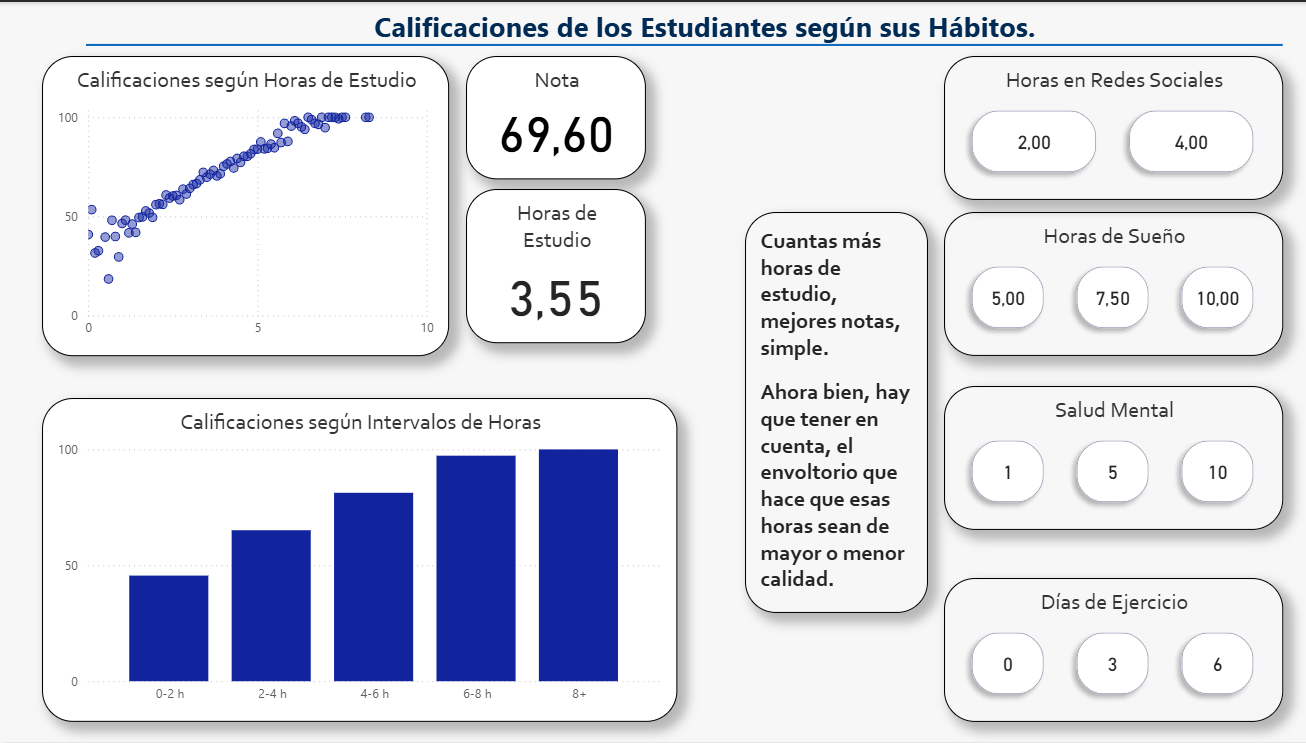 Calificaciones de los Estudiantes según sus Hábitos.
Calificaciones según Horas de Estudio
100
50
0
0 5 10
Nota
69,60
Horas de
Estudio
3,55
Calificaciones según Intervalos de Horas
100
50
0
0-2 h 2-4 h 4-6 h 6-8 h 8+
Cuantas más
horas de
estudio,
mejores notas,
simple.
Ahora bien, hay
que tener en
cuenta, el
envoltorio que
hace que esas
horas sean de
mayor o menor
calidad.
Horas en Redes Sociales
2,00 4,00
Horas de Sueño
5,00 7,50 10,00
Salud Mental
1 5 10
Días de Ejercicio
0 3 6